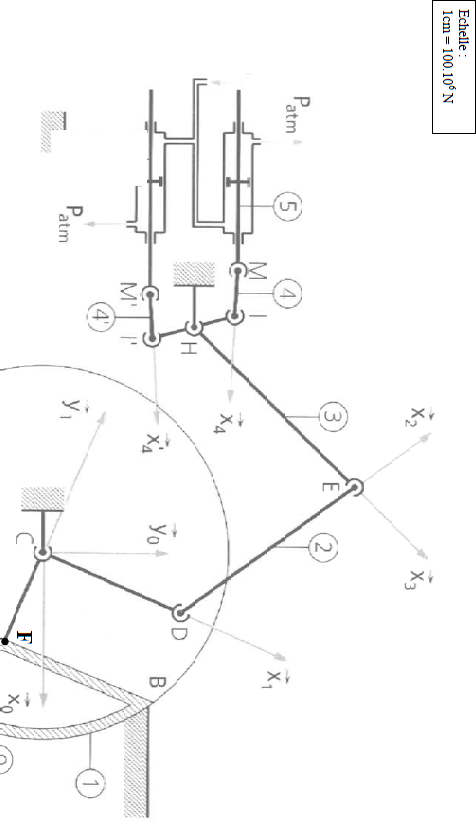 Echelle :
1cm = 100.10⁶ N
P atm
5
P atm
M
4
I
M'
4'
I'
H
x₄
x'₄
3
x₂
E
x₃
2
y₁
y₀
C
D
x₁
F
B
x₀
1